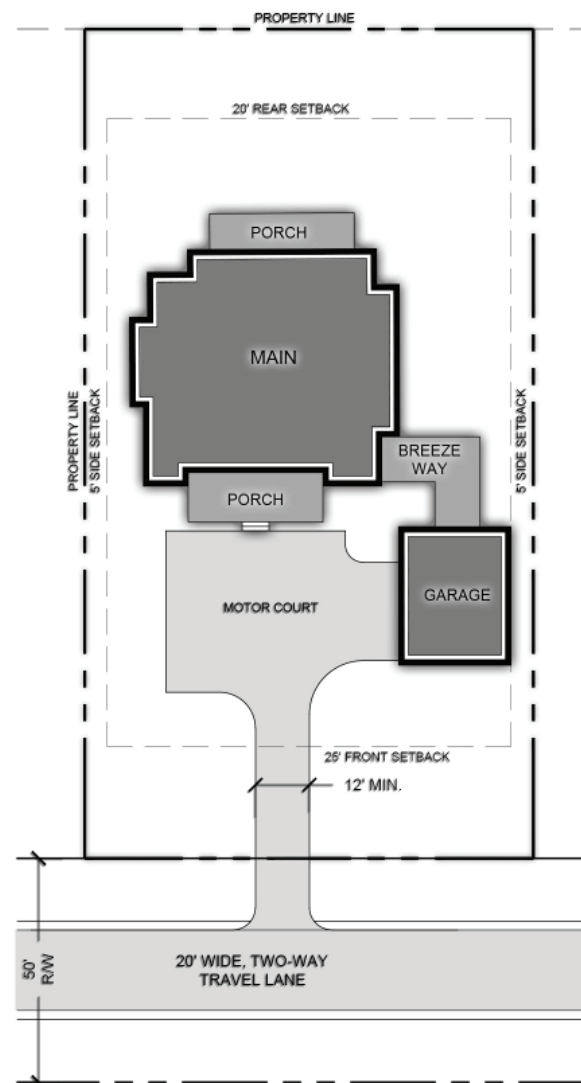 PROPERTY LINE
20' REAR SETBACK
PORCH
MAIN
PROPERTY LINE
5' SIDE SETBACK
BREEZE
WAY
5' SIDE SETBACK
PORCH
GARAGE
MOTOR COURT
25' FRONT SETBACK
12' MIN.
50'
R/W
20' WIDE, TWO-WAY
TRAVEL LANE